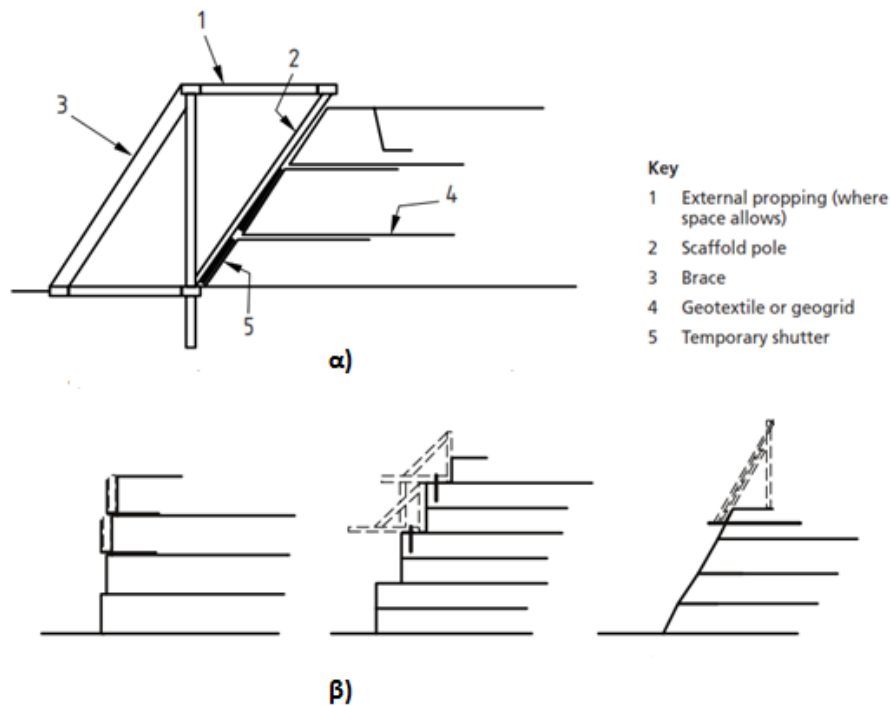 1
2
3
4
5
Key
1 External propping (where
space allows)
2 Scaffold pole
3 Brace
4 Geotextile or geogrid
5 Temporary shutter
α)
β)